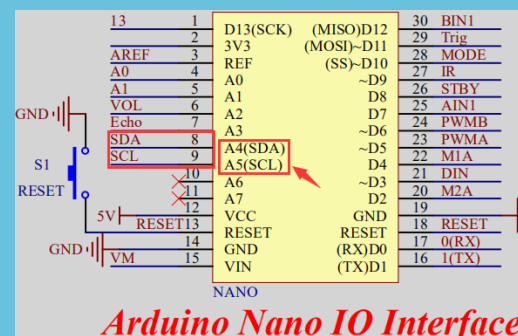 13 1 D13(SCK) (MISO)D12 30 BIN1
2 3V3 (MOSI)~D11 29 Trig
AREF 3 REF (SS)~D10 28 MODE
A0 4 A0 ~D9 27 IR
A1 5 A1 D8 26 STBY
VOL 6 A2 D7 25 AIN1
GND Echo 7 A3 ~D6 24 PWMB
SDA 8 A4(SDA) ~D5 23 PWMA
SCL 9 A5(SCL) D4 22 M1A
S1 10 A6 ~D3 21 DIN
RESET 11 A7 D2 20 M2A
5V 12 VCC GND 19
RESET 13 RESET RESET 18 RESET
GND 14 GND (RX)D0 17 0(RX)
VM 15 VIN (TX)D1 16 1(TX)
NANO
Arduino Nano IO Interface